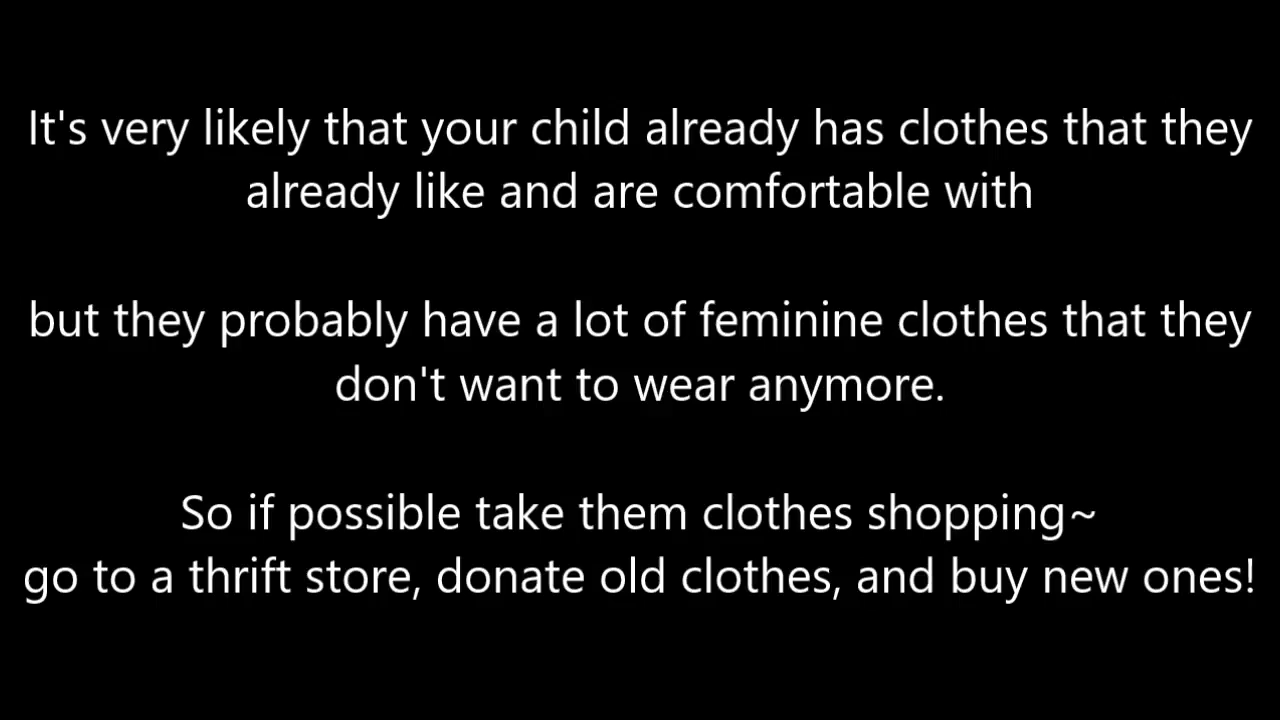 It's very likely that your child already has clothes that they
already like and are comfortable with
but they probably have a lot of feminine clothes that they
don't want to wear anymore.
So if possible take them clothes shopping~
go to a thrift store, donate old clothes, and buy new ones!